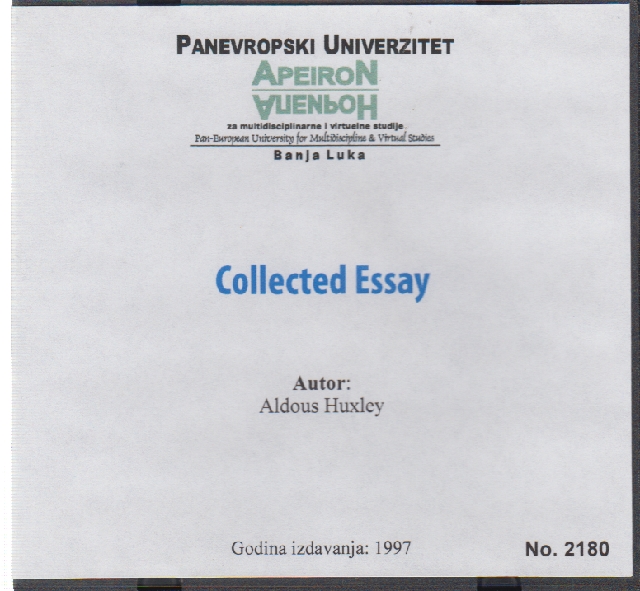 PANEVROPSKI UNIVERZITET
APEIRON
АПЕИРОН
za multidisciplinarne i virtuelne studije
Pan-European University for Multidiscipline & Virtual Studies
Banja Luka
Collected Essay
Autor:
Aldous Huxley
Godina izdavanja: 1997
No. 2180